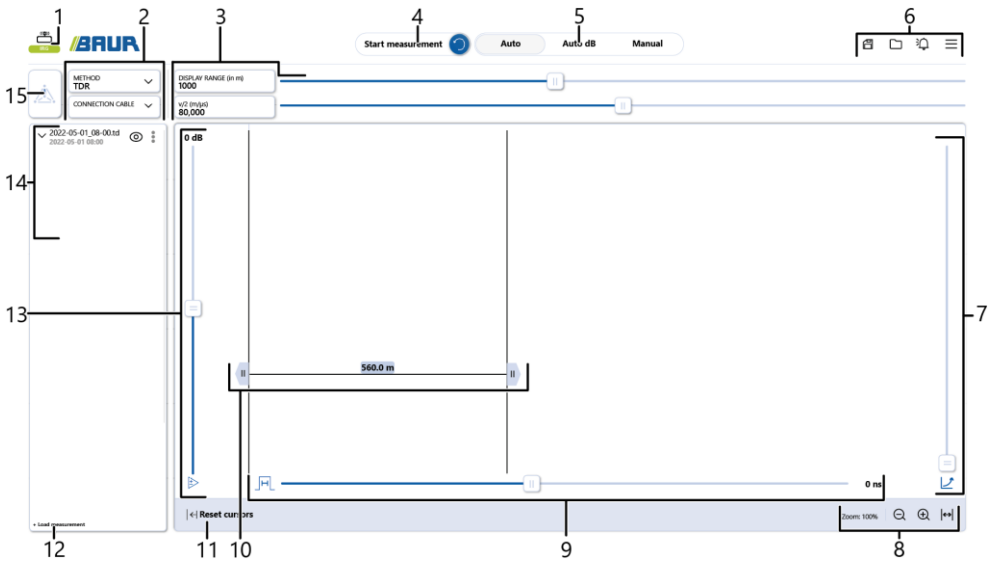 1 2 3 4 5 6
BAUR
Start measurement Auto Auto dB Manual
METHOD
TDR
CONNECTION CABLE
DISPLAY RANGE (in m)
1000
v/2 (m/µs)
80,000
15
2022-05-01_08-00.td
2022-05-01 08:00
0 dB
14
13
7
560.0 m
0 ns
Reset cursors
Zoom: 100%
+ Load measurement
12 11 10 9 8